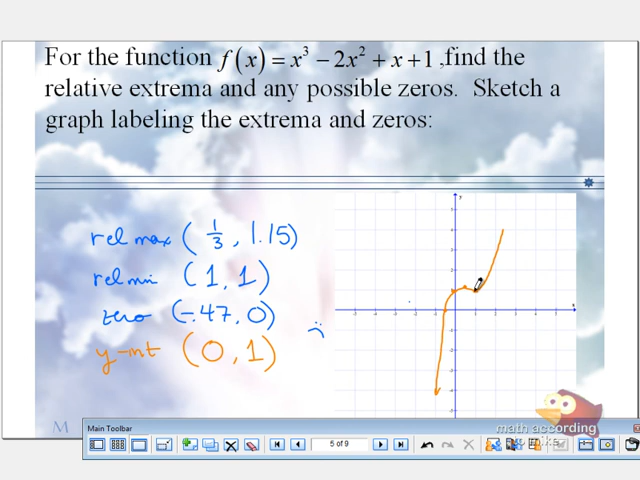 For the function f(x) = x³ − 2x² + x + 1, find the
relative extrema and any possible zeros. Sketch a
graph labeling the extrema and zeros:
rel max (1/3, 1.15)
rel min (1, 1)
zero (-.47, 0)
y-int (0, 1)
M
math according
to mike
Main Toolbar
5 of 9